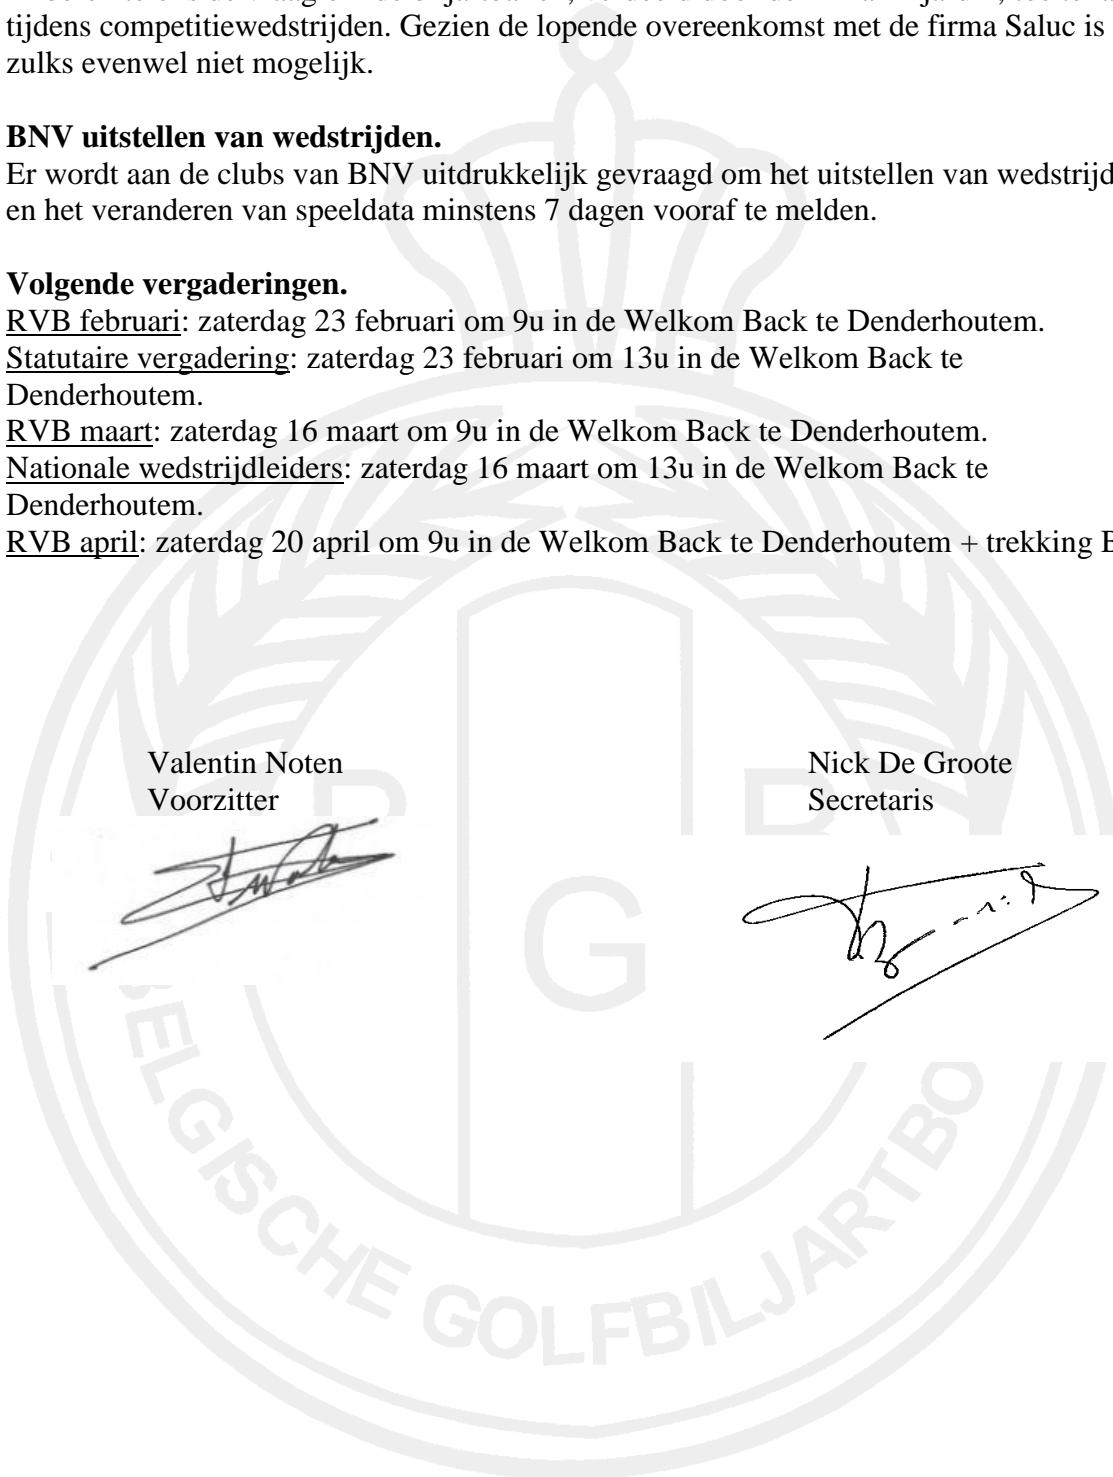 tijdens competitiewedstrijden. Gezien de lopende overeenkomst met de firma Saluc is
zulks evenwel niet mogelijk.
BNV uitstellen van wedstrijden.
Er wordt aan de clubs van BNV uitdrukkelijk gevraagd om het uitstellen van wedstrijd
en het veranderen van speeldata minstens 7 dagen vooraf te melden.
Volgende vergaderingen.
RVB februari: zaterdag 23 februari om 9u in de Welkom Back te Denderhoutem.
Statutaire vergadering: zaterdag 23 februari om 13u in de Welkom Back te
Denderhoutem.
RVB maart: zaterdag 16 maart om 9u in de Welkom Back te Denderhoutem.
Nationale wedstrijdleiders: zaterdag 16 maart om 13u in de Welkom Back te
Denderhoutem.
RVB april: zaterdag 20 april om 9u in de Welkom Back te Denderhoutem + trekking B
Valentin Noten
Voorzitter
Nick De Groote
Secretaris
G
BELGISCHE GOLFBILJARTBO